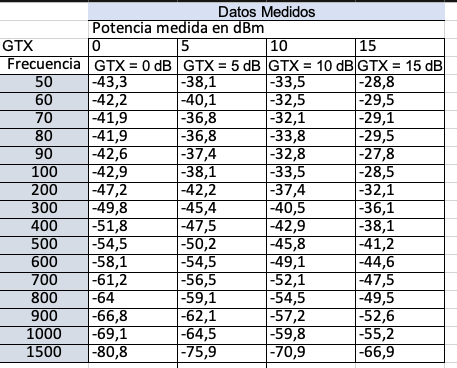 Datos Medidos
Potencia medida en dBm
GTX 0 5 10 15
Frecuencia GTX = 0 dB GTX = 5 dB GTX = 10 dB GTX = 15 dB
50 -43,3 -38,1 -33,5 -28,8
60 -42,2 -40,1 -32,5 -29,5
70 -41,9 -36,8 -32,1 -29,1
80 -41,9 -36,8 -33,8 -29,5
90 -42,6 -37,4 -32,8 -27,8
100 -42,9 -38,1 -33,5 -28,5
200 -47,2 -42,2 -37,4 -32,1
300 -49,8 -45,4 -40,5 -36,1
400 -51,8 -47,5 -42,9 -38,1
500 -54,5 -50,2 -45,8 -41,2
600 -58,1 -54,5 -49,1 -44,6
700 -61,2 -56,5 -52,1 -47,5
800 -64 -59,1 -54,5 -49,5
900 -66,8 -62,1 -57,2 -52,6
1000 -69,1 -64,5 -59,8 -55,2
1500 -80,8 -75,9 -70,9 -66,9